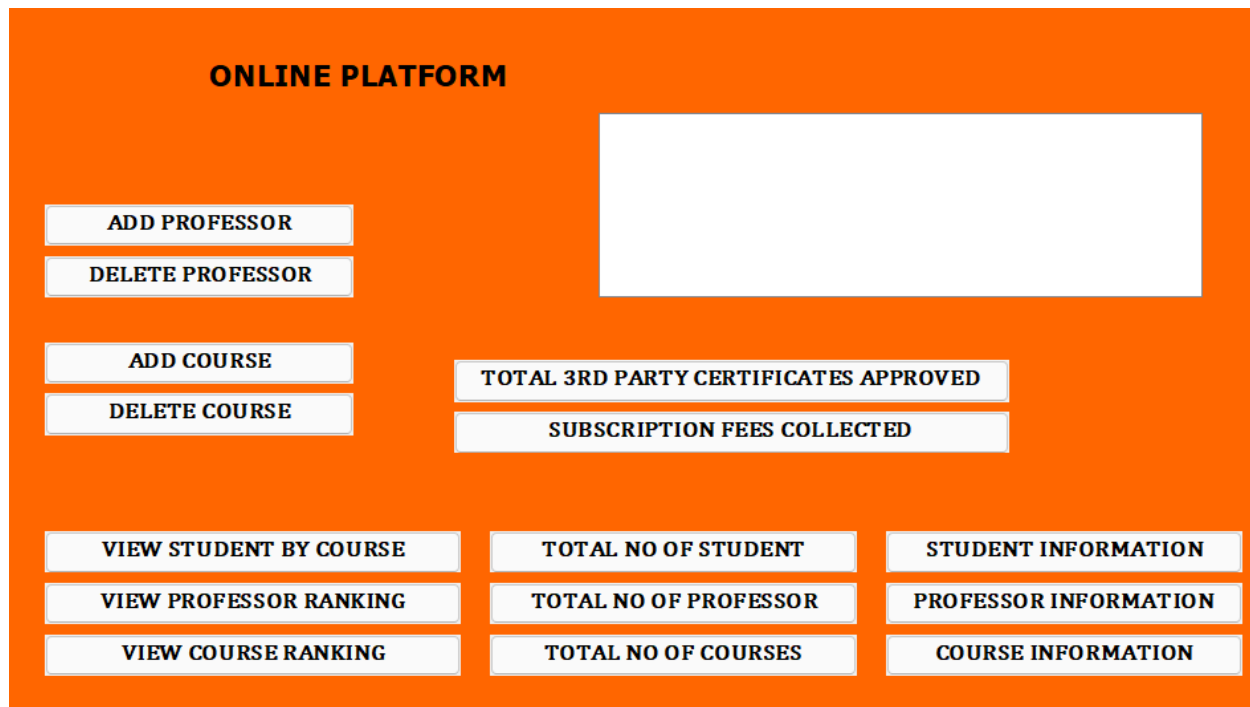 ONLINE PLATFORM
ADD PROFESSOR
DELETE PROFESSOR
ADD COURSE
DELETE COURSE
TOTAL 3RD PARTY CERTIFICATES APPROVED
SUBSCRIPTION FEES COLLECTED
VIEW STUDENT BY COURSE
TOTAL NO OF STUDENT
STUDENT INFORMATION
VIEW PROFESSOR RANKING
TOTAL NO OF PROFESSOR
PROFESSOR INFORMATION
VIEW COURSE RANKING
TOTAL NO OF COURSES
COURSE INFORMATION